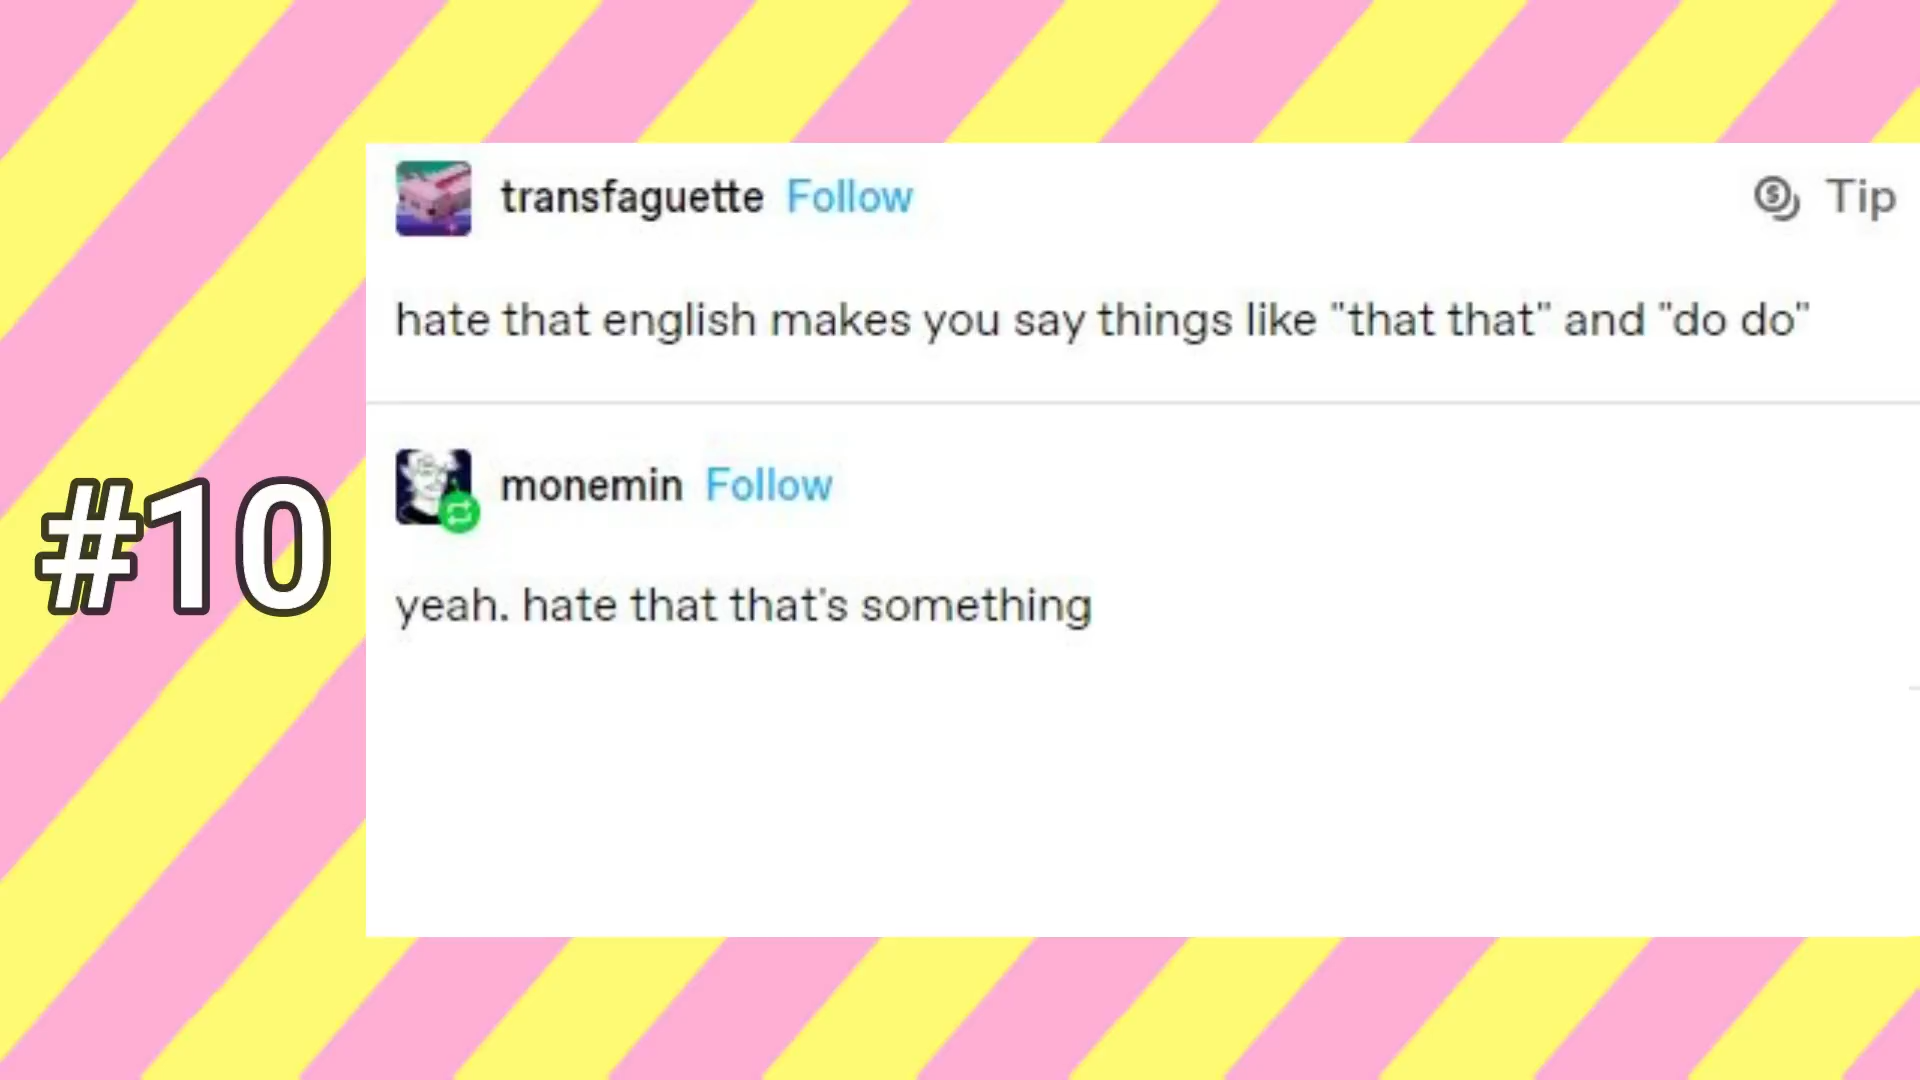 transfaguette Follow Tip
hate that english makes you say things like "that that" and "do do"
#10
monemin Follow
yeah. hate that that's something